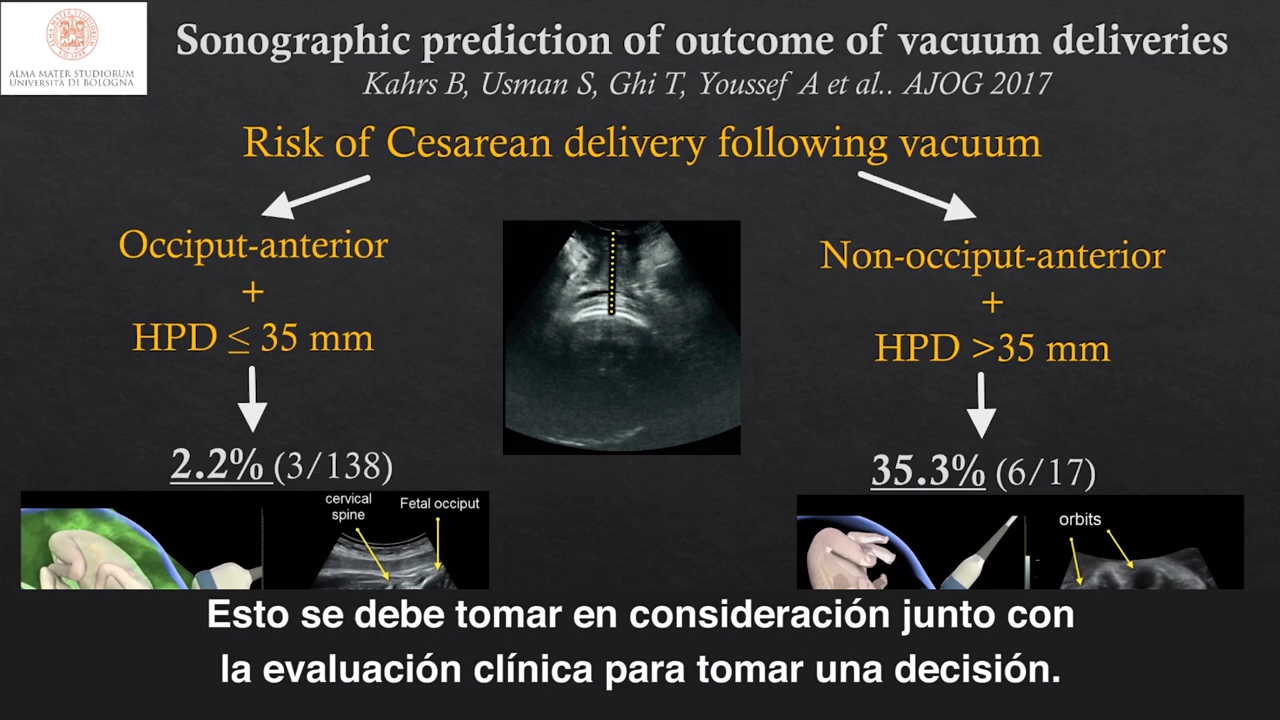 ALMA MATER STUDIORUM
UNIVERSITÀ DI BOLOGNA
Sonographic prediction of outcome of vacuum deliveries
Kahrs B, Usman S, Ghi T, Youssef A et al.. AJOG 2017
Risk of Cesarean delivery following vacuum
Occiput-anterior
+
HPD ≤ 35 mm
2.2% (3/138)
cervical
spine
Fetal occiput
Non-occiput-anterior
+
HPD >35 mm
35.3% (6/17)
orbits
Esto se debe tomar en consideración junto con
la evaluación clínica para tomar una decisión.